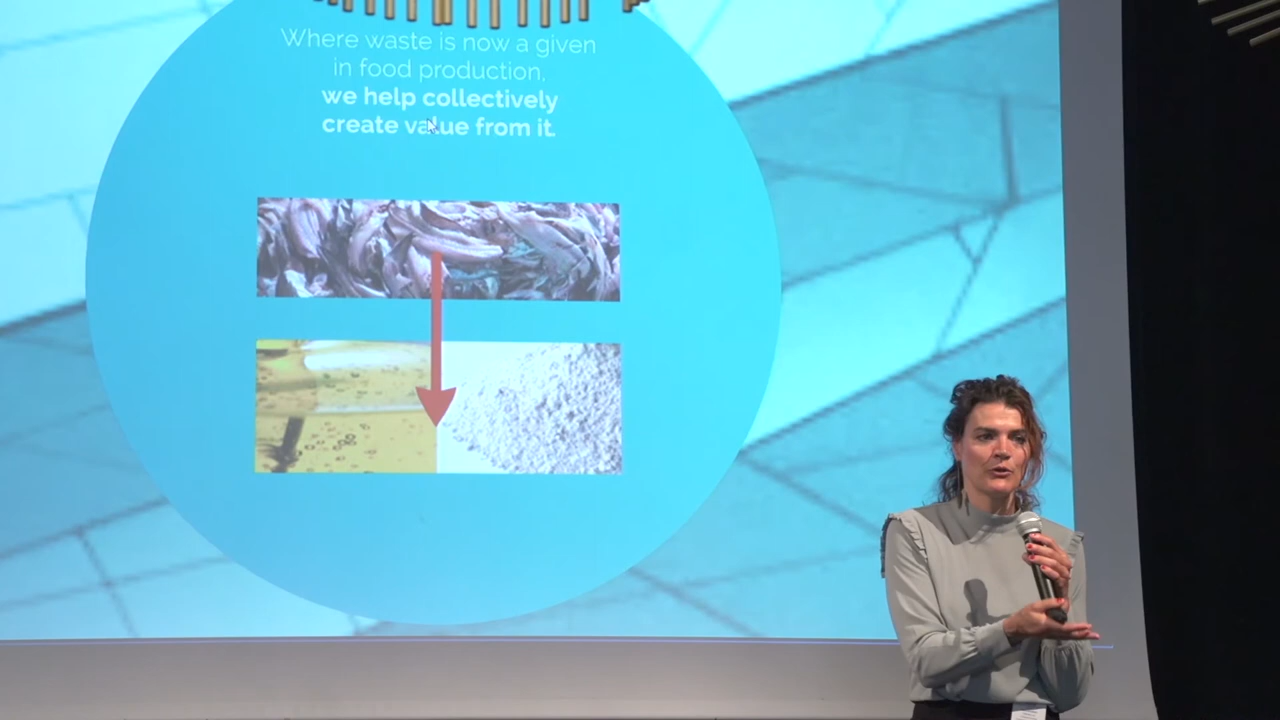 Where waste is now a given
in food production,
we help collectively
create value from it.